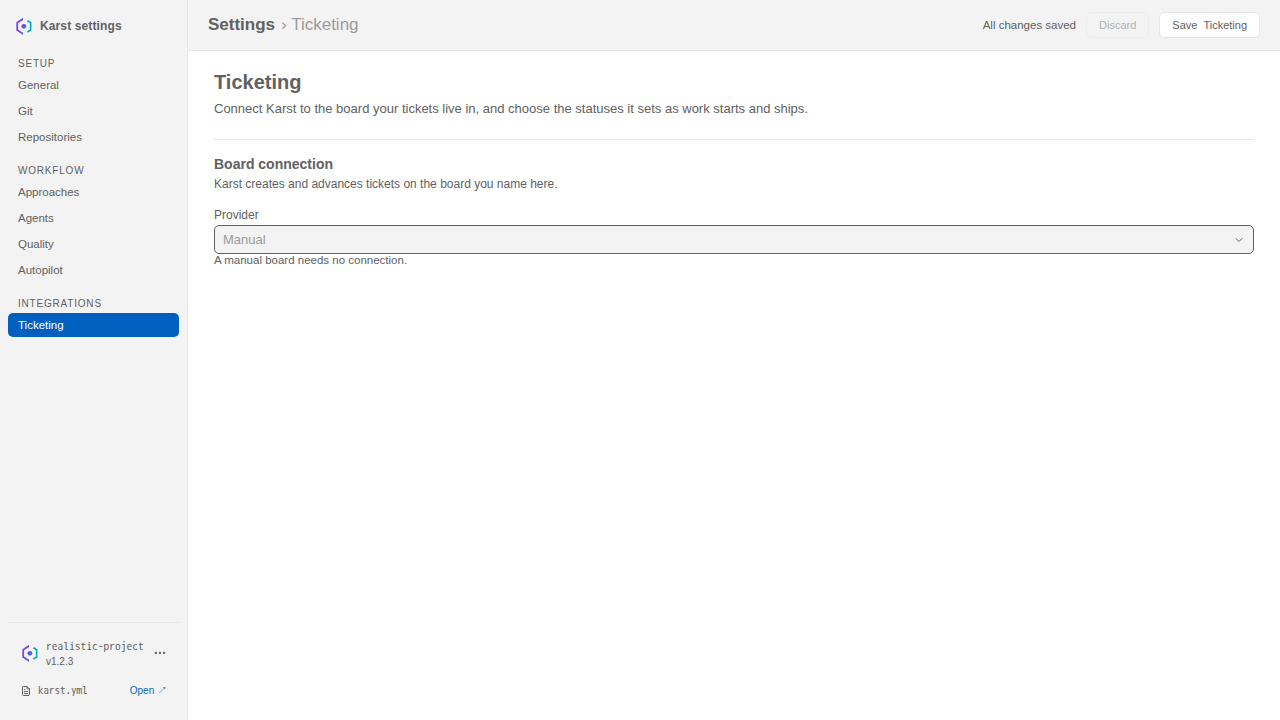 Karst settings
SETUP
General
Git
Repositories
WORKFLOW
Approaches
Agents
Quality
Autopilot
INTEGRATIONS
Ticketing
realistic-project
v1.2.3
karst.yml
Open ↗
Settings › Ticketing
All changes saved
Discard
Save Ticketing
Ticketing
Connect Karst to the board your tickets live in, and choose the statuses it sets as work starts and ships.
Board connection
Karst creates and advances tickets on the board you name here.
Provider
Manual
A manual board needs no connection.